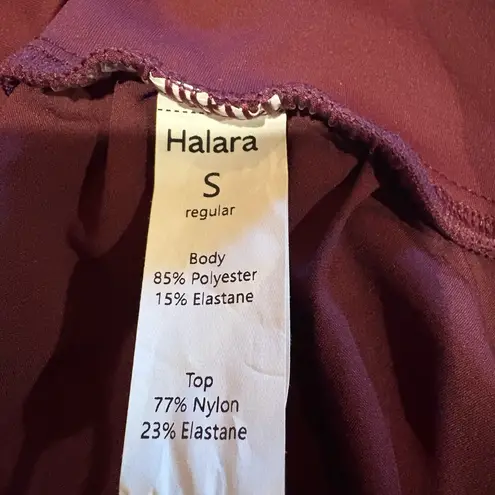 Halara
S
regular
Body
85% Polyester
15% Elastane
Top
77% Nylon
23% Elastane